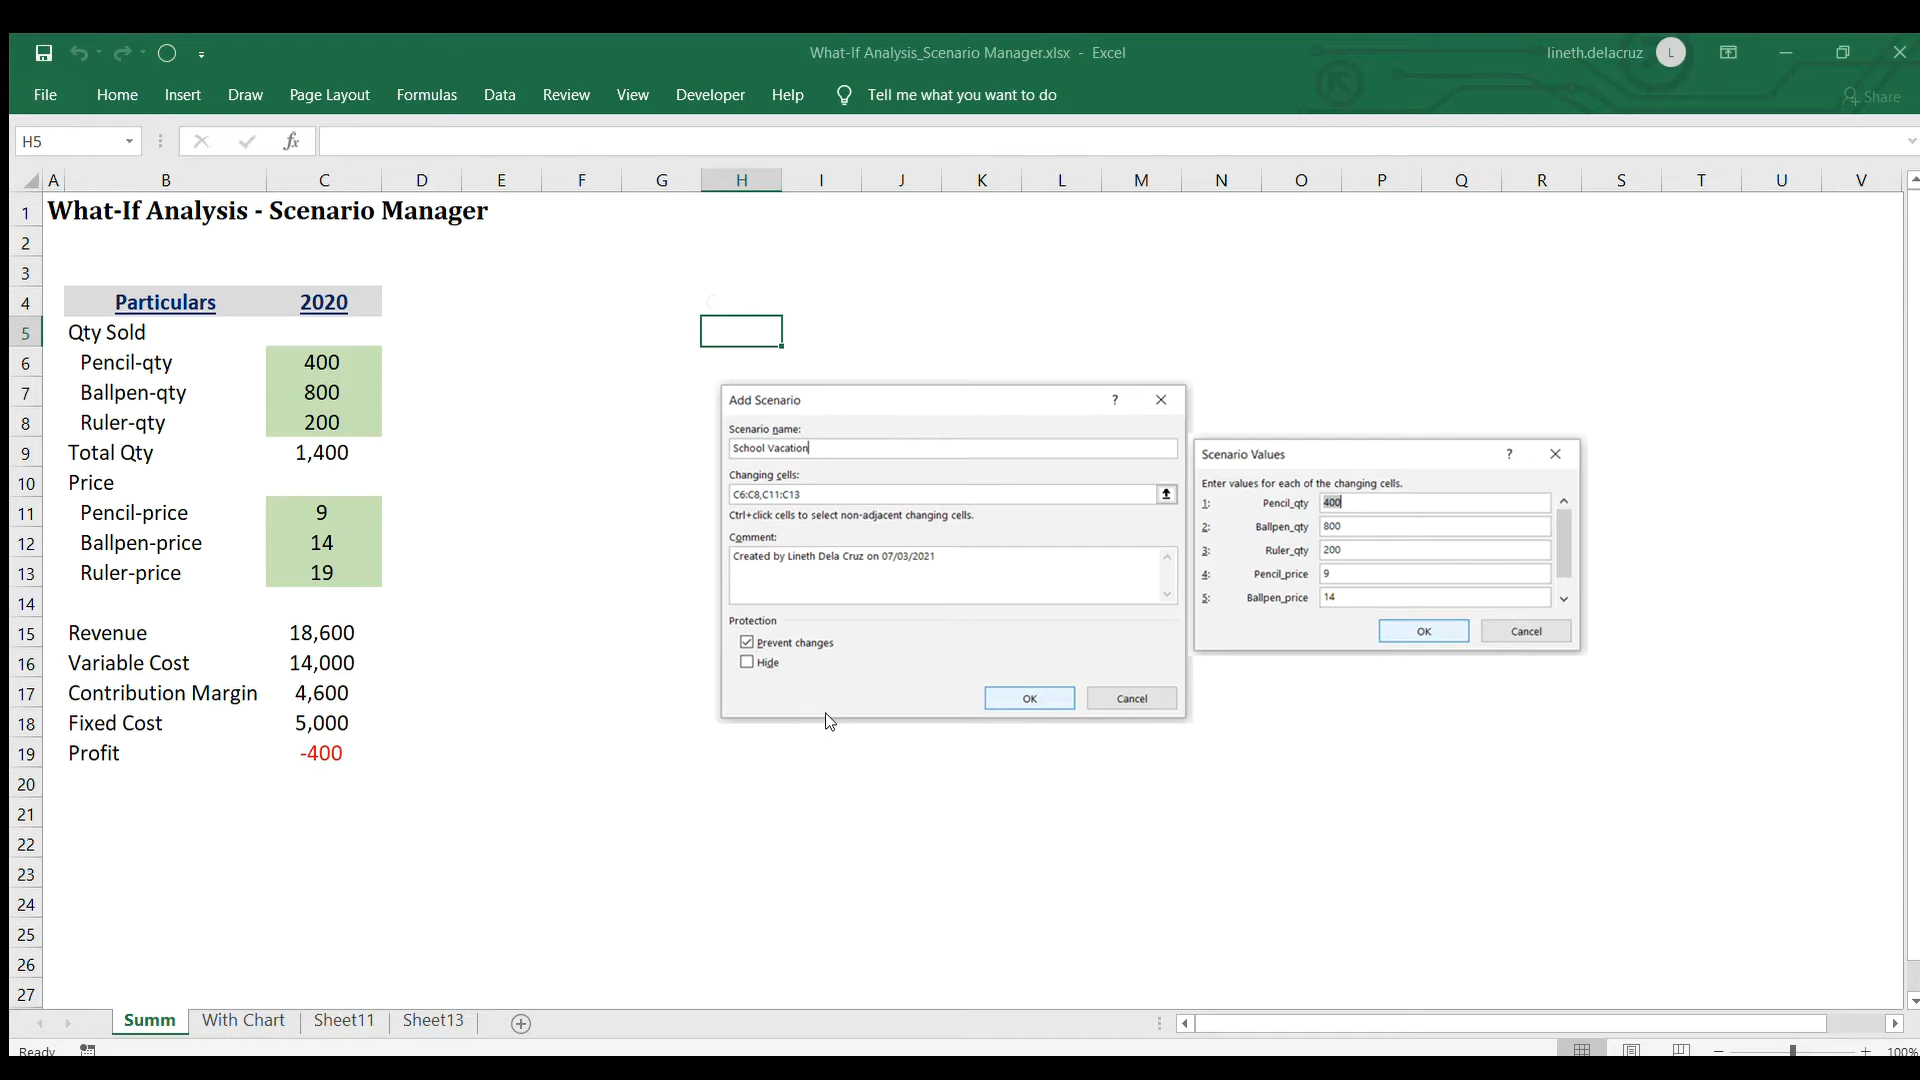 What-If Analysis_Scenario Manager.xlsx - Excel
lineth.delacruz
L
File Home Insert Draw Page Layout Formulas Data Review View Developer Help Tell me what you want to do
Share
H5
fx
A B C D E F G H I J K L M N O P Q R S T U V
1 What-If Analysis - Scenario Manager
2
3
4 Particulars 2020
5 Qty Sold
6 Pencil-qty 400
7 Ballpen-qty 800
8 Ruler-qty 200
9 Total Qty 1,400
10 Price
11 Pencil-price 9
12 Ballpen-price 14
13 Ruler-price 19
14
15 Revenue 18,600
16 Variable Cost 14,000
17 Contribution Margin 4,600
18 Fixed Cost 5,000
19 Profit -400
20
21
22
23
24
25
26
27
Add Scenario ?
Scenario name:
School Vacation
Changing cells:
C6:C8,C11:C13
Ctrl+click cells to select non-adjacent changing cells.
Comment:
Created by Lineth Dela Cruz on 07/03/2021
Protection
Prevent changes
Hide
OK Cancel
Scenario Values ?
Enter values for each of the changing cells.
1: Pencil_qty 400
2: Ballpen_qty 800
3: Ruler_qty 200
4: Pencil_price 9
5: Ballpen_price 14
OK Cancel
Summ With Chart Sheet11 Sheet13
Ready
100%